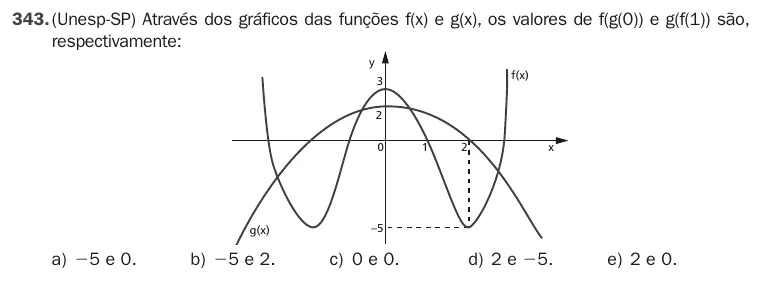 343. (Unesp-SP) Através dos gráficos das funções f(x) e g(x), os valores de f(g(0)) e g(f(1)) são,
respectivamente:
y
f(x)
3
2
0 1 2 x
−5
g(x)
a) −5 e 0. b) −5 e 2. c) 0 e 0. d) 2 e −5. e) 2 e 0.